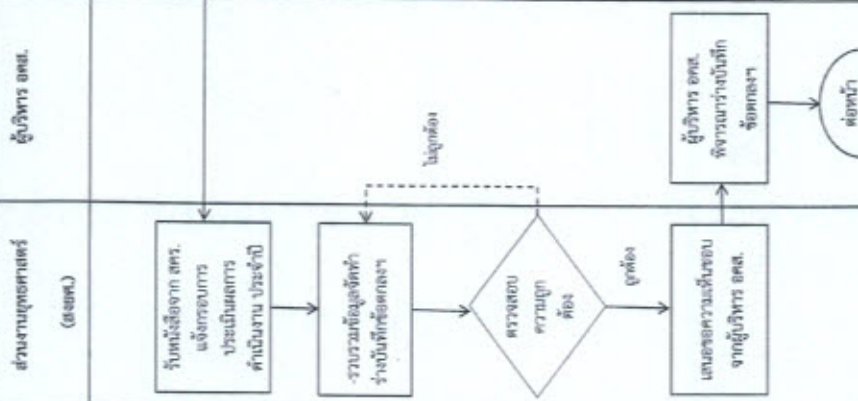 ส่วนงานยุทธศาสตร์
(สงยศ.)
ผู้บริหาร อคส.
รับหนังสือจาก สคร.
แจ้งกรอบการ
ประเมินผลการ
ดำเนินงาน ประจำปี
-รวบรวมข้อมูลจัดทำ
ร่างบันทึกข้อตกลงฯ
ไม่ถูกต้อง
ตรวจสอบ
ความถูก
ต้อง
ถูกต้อง
เสนอขอความเห็นชอบ
จากผู้บริหาร อคส.
ผู้บริหาร อคส.
พิจารณาร่างบันทึก
ข้อตกลงฯ
ต่อหน้า